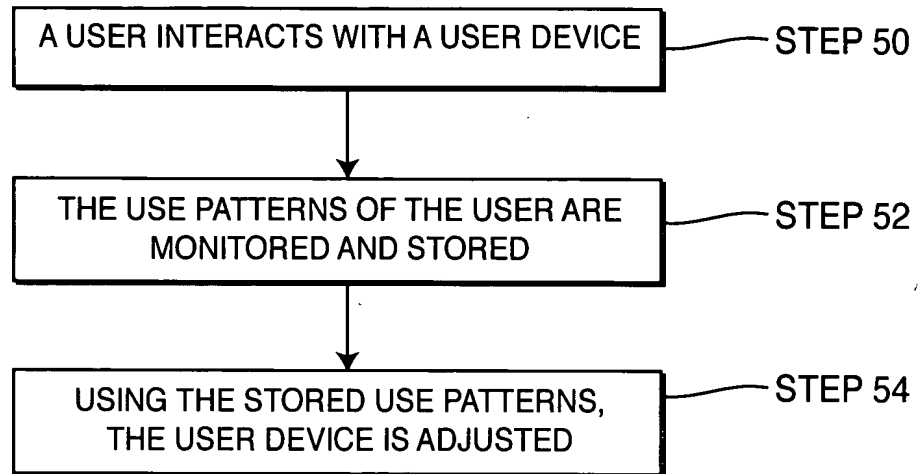 A USER INTERACTS WITH A USER DEVICE
STEP 50
THE USE PATTERNS OF THE USER ARE
MONITORED AND STORED
STEP 52
USING THE STORED USE PATTERNS,
THE USER DEVICE IS ADJUSTED
STEP 54